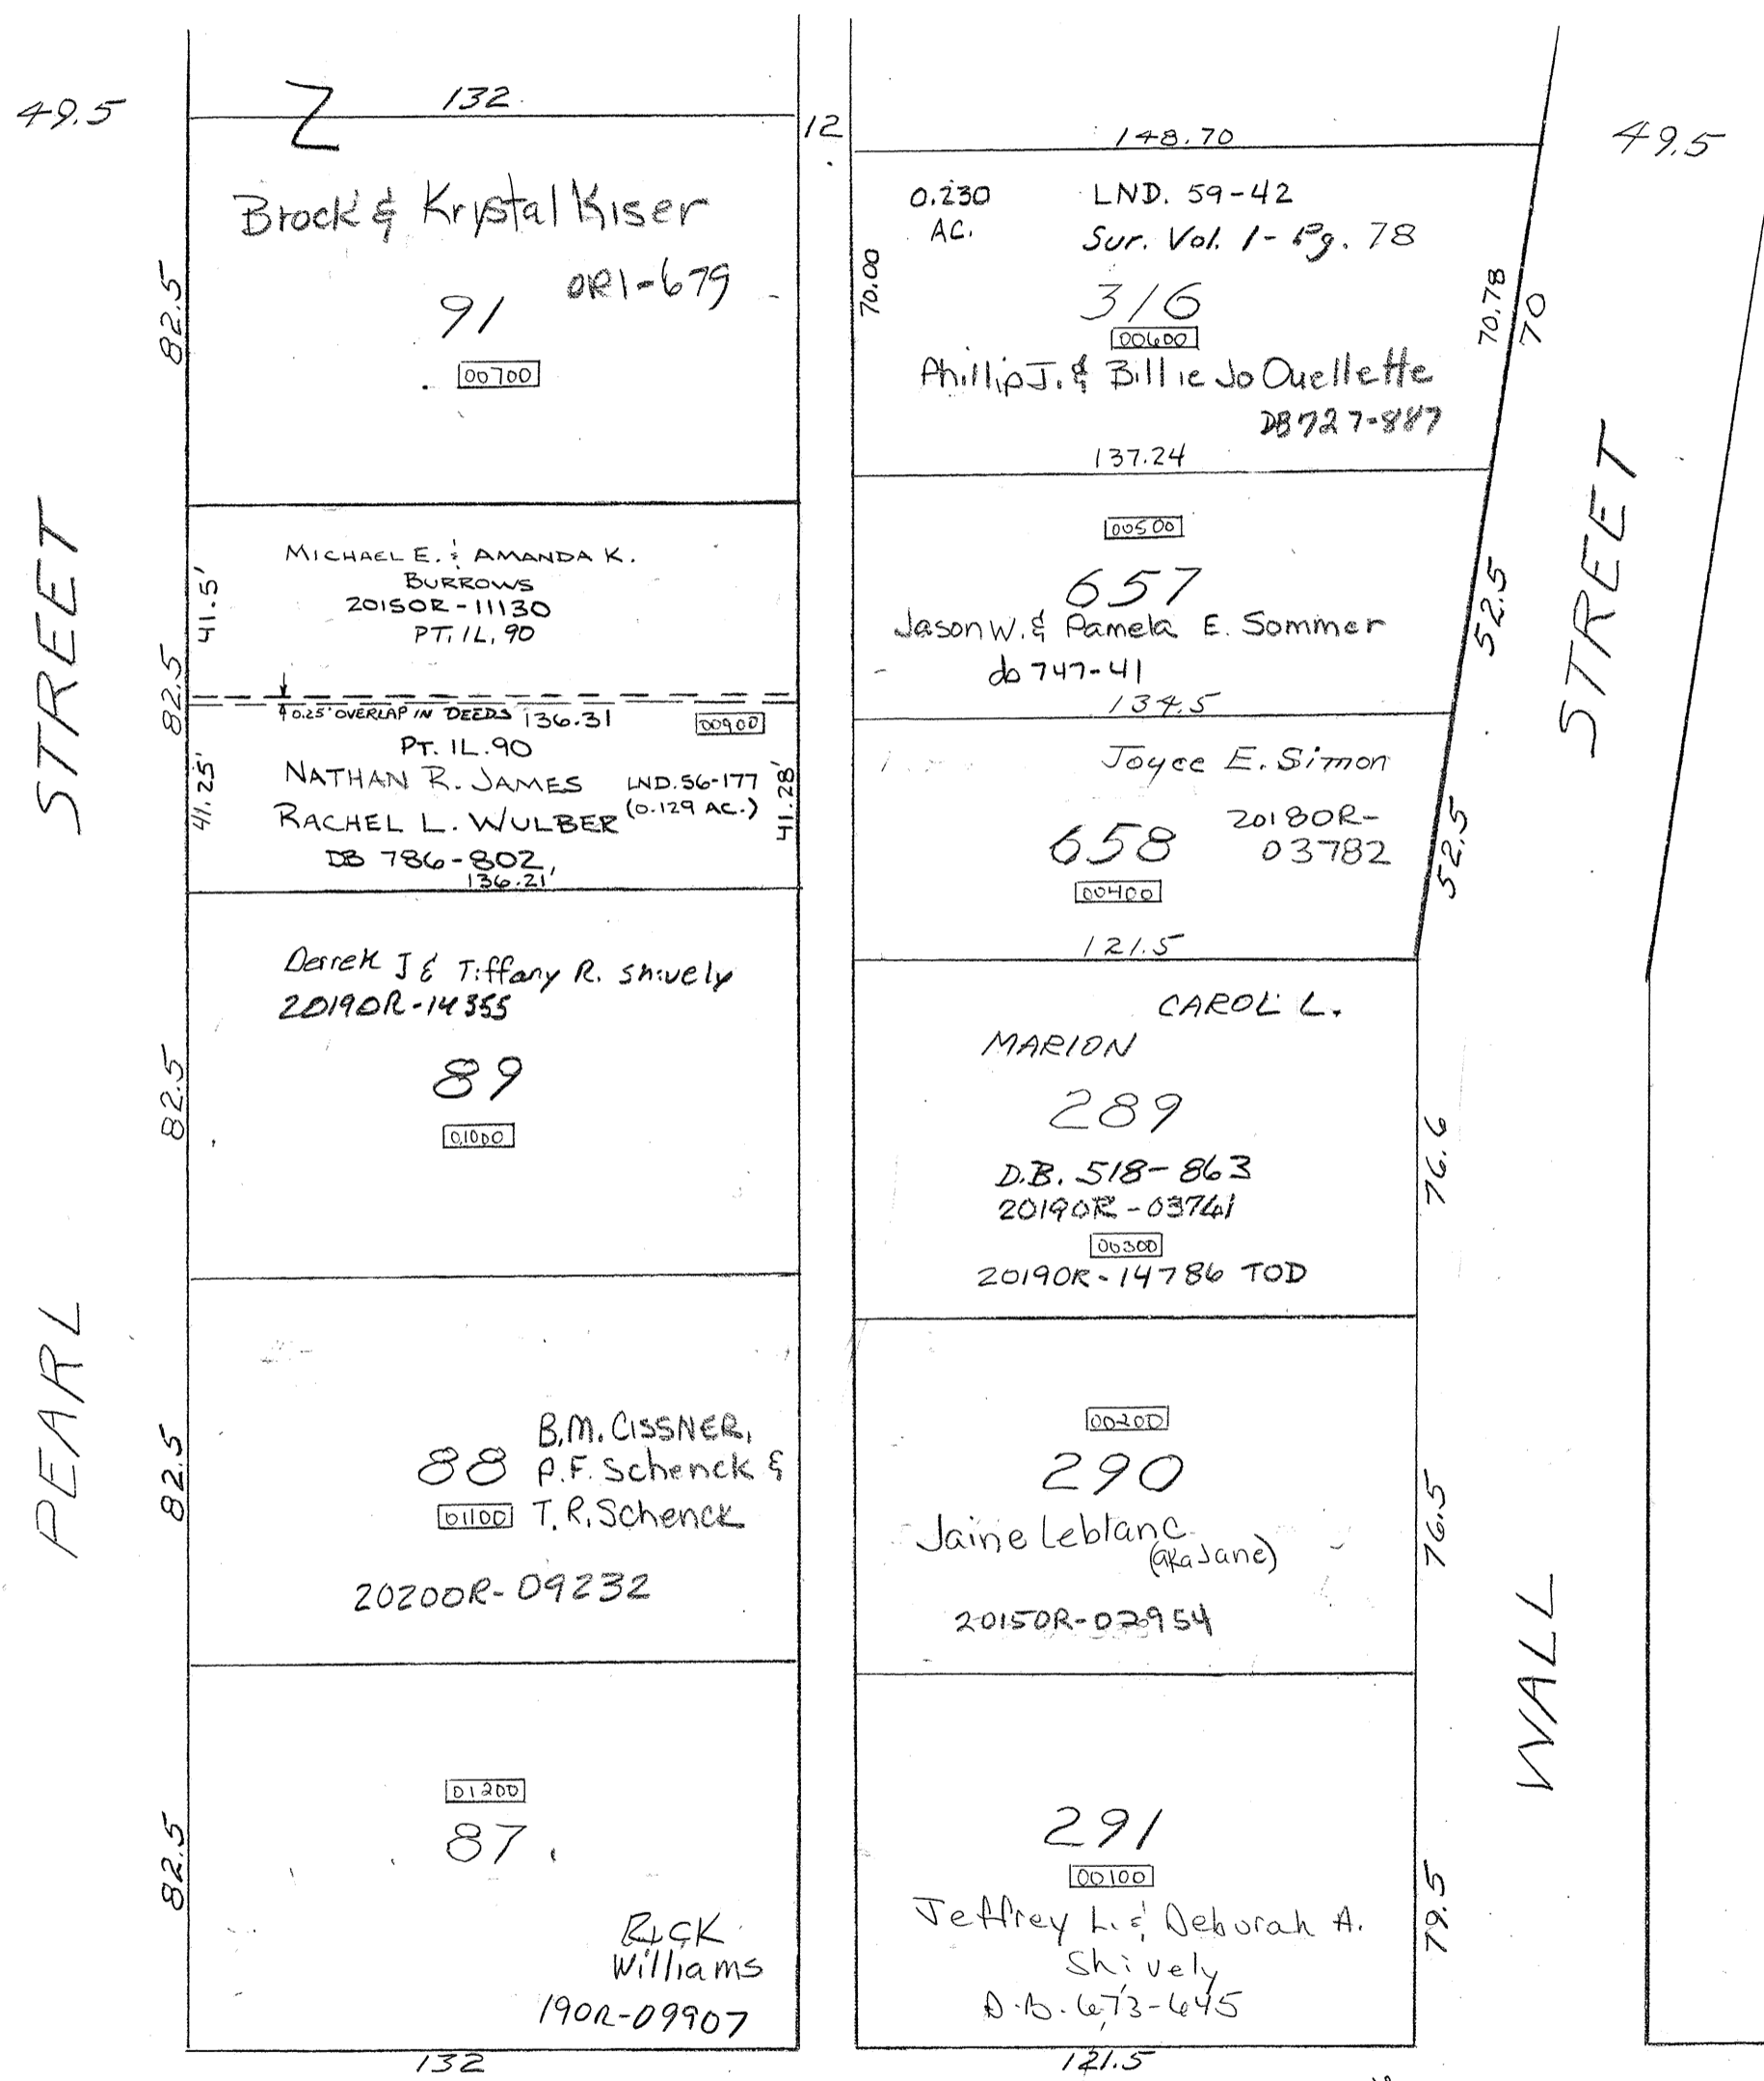 49.5
132
12
148.70
49.5
Brock & Krystal Kiser
OR1-679
91
00700
82.5
0.230
AC.
LND. 59-42
Sur. Vol. 1 - Pg. 78
316
00600
Phillip J. & Billie Jo Ouellette
DB 727-887
70.00
70.78
70
137.24
STREET
MICHAEL E. & AMANDA K.
BURROWS
2015OR-11130
PT. IL. 90
41.5'
82.5
0.25' OVERLAP IN DEEDS 136.31
00900
PT. IL. 90
NATHAN R. JAMES
RACHEL L. WULBER
LND. 56-177
(0.129 AC.)
DB 786-802
136.21'
41.25'
41.28'
00500
657
Jason W. & Pamela E. Sommer
db 747-41
52.5
134.5
STREET
Joyce E. Simon
2018OR-
03782
658
00400
52.5
121.5
Derrek J & Tiffany R. Shively
2019OR-14355
89
01000
82.5
CAROL L.
MARION
289
D.B. 518-863
2019OR-03741
00300
2019OR-14786 TOD
76.6
PEARL
82.5
88
01100
B.M. CISSNER,
P.F. Schenck &
T.R. Schenck
2020OR-09232
00200
290
Jaine Leblanc
(aka Jane)
2015OR-02954
76.5
WALL
01200
87
82.5
Rick
Williams
19OR-09907
132
291
00100
Jeffrey L. & Deborah A.
Shively
D.B. 673-645
79.5
121.5